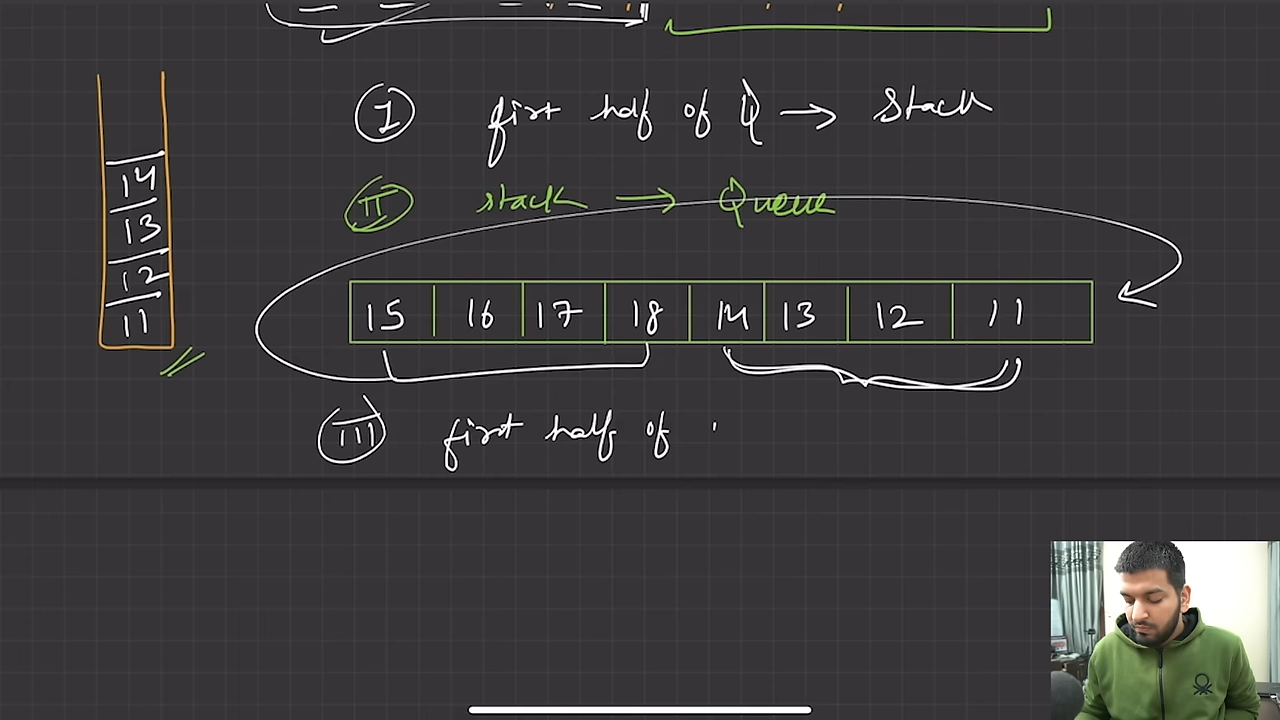 I first half of Q → Stack
II stack → Queue
14
13
12
11
15 16 17 18 14 13 12 11
III first half of